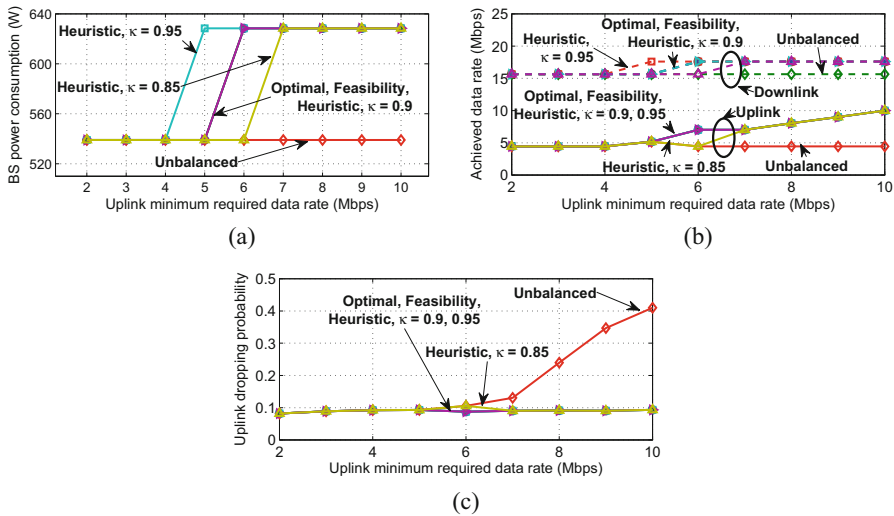 BS power consumption (W)
640
600
560
520
Heuristic, κ = 0.95
Heuristic, κ = 0.85
Optimal, Feasibility,
Heuristic, κ = 0.9
Unbalanced
2 3 4 5 6 7 8 9 10
Uplink minimum required data rate (Mbps)
(a)
Achieved data rate (Mbps)
25
20
15
10
5
0
Optimal, Feasibility,
Heuristic, κ = 0.9
Heuristic,
κ = 0.95
Unbalanced
Downlink
Optimal, Feasibility,
Heuristic, κ = 0.9, 0.95
Uplink
Heuristic, κ = 0.85
Unbalanced
2 4 6 8 10
Uplink minimum required data rate (Mbps)
(b)
Uplink dropping probability
0.5
0.4
0.3
0.2
0.1
0
Optimal, Feasibility,
Heuristic, κ = 0.9, 0.95
Unbalanced
Heuristic, κ = 0.85
2 4 6 8 10
Uplink minimum required data rate (Mbps)
(c)